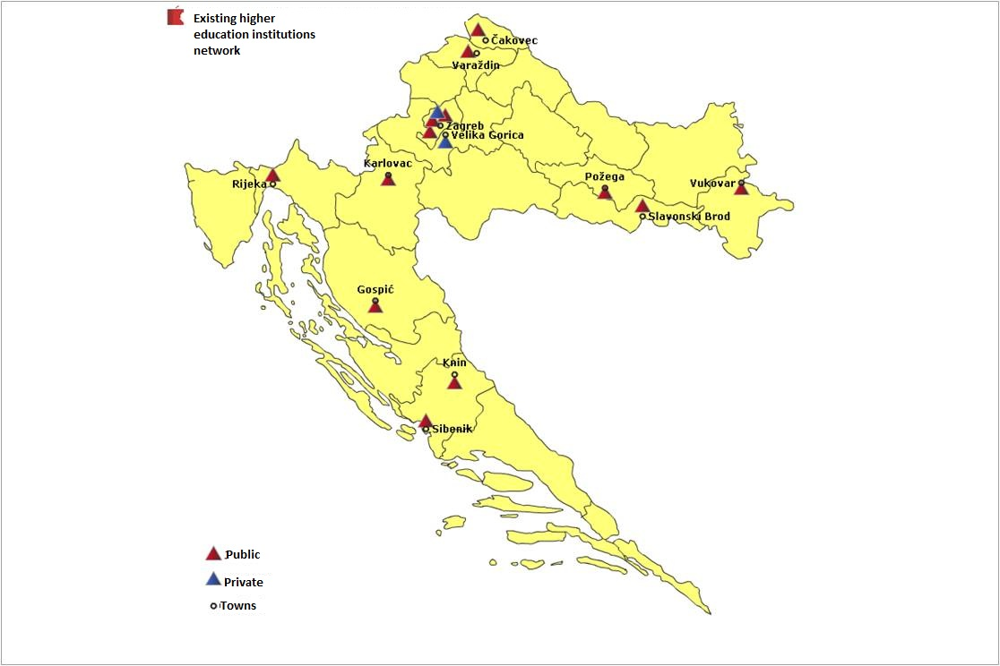 Existing higher
education institutions
network
Čakovec
Varaždin
Zagreb
Velika Gorica
Karlovac
Rijeka
Požega
Vukovar
Slavonski Brod
Gospić
Knin
Sibenik
Public
Private
Towns